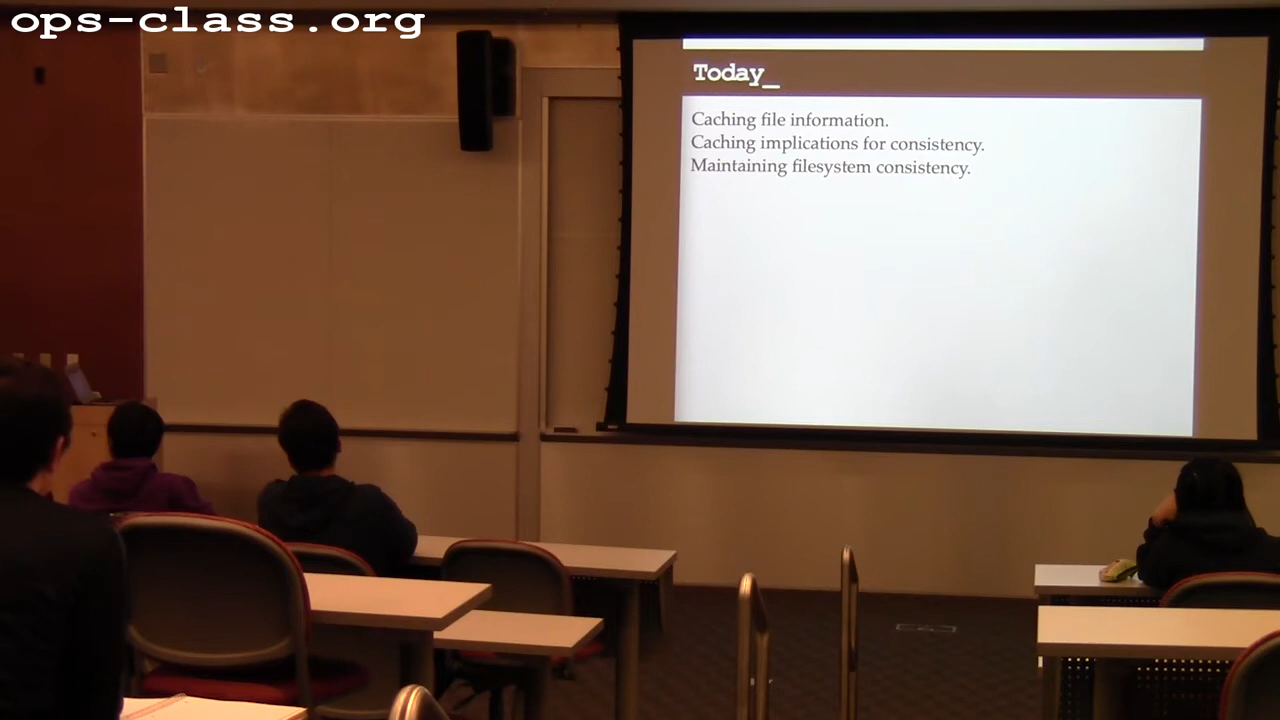 ops-class.org
Today_
Caching file information.
Caching implications for consistency.
Maintaining filesystem consistency.